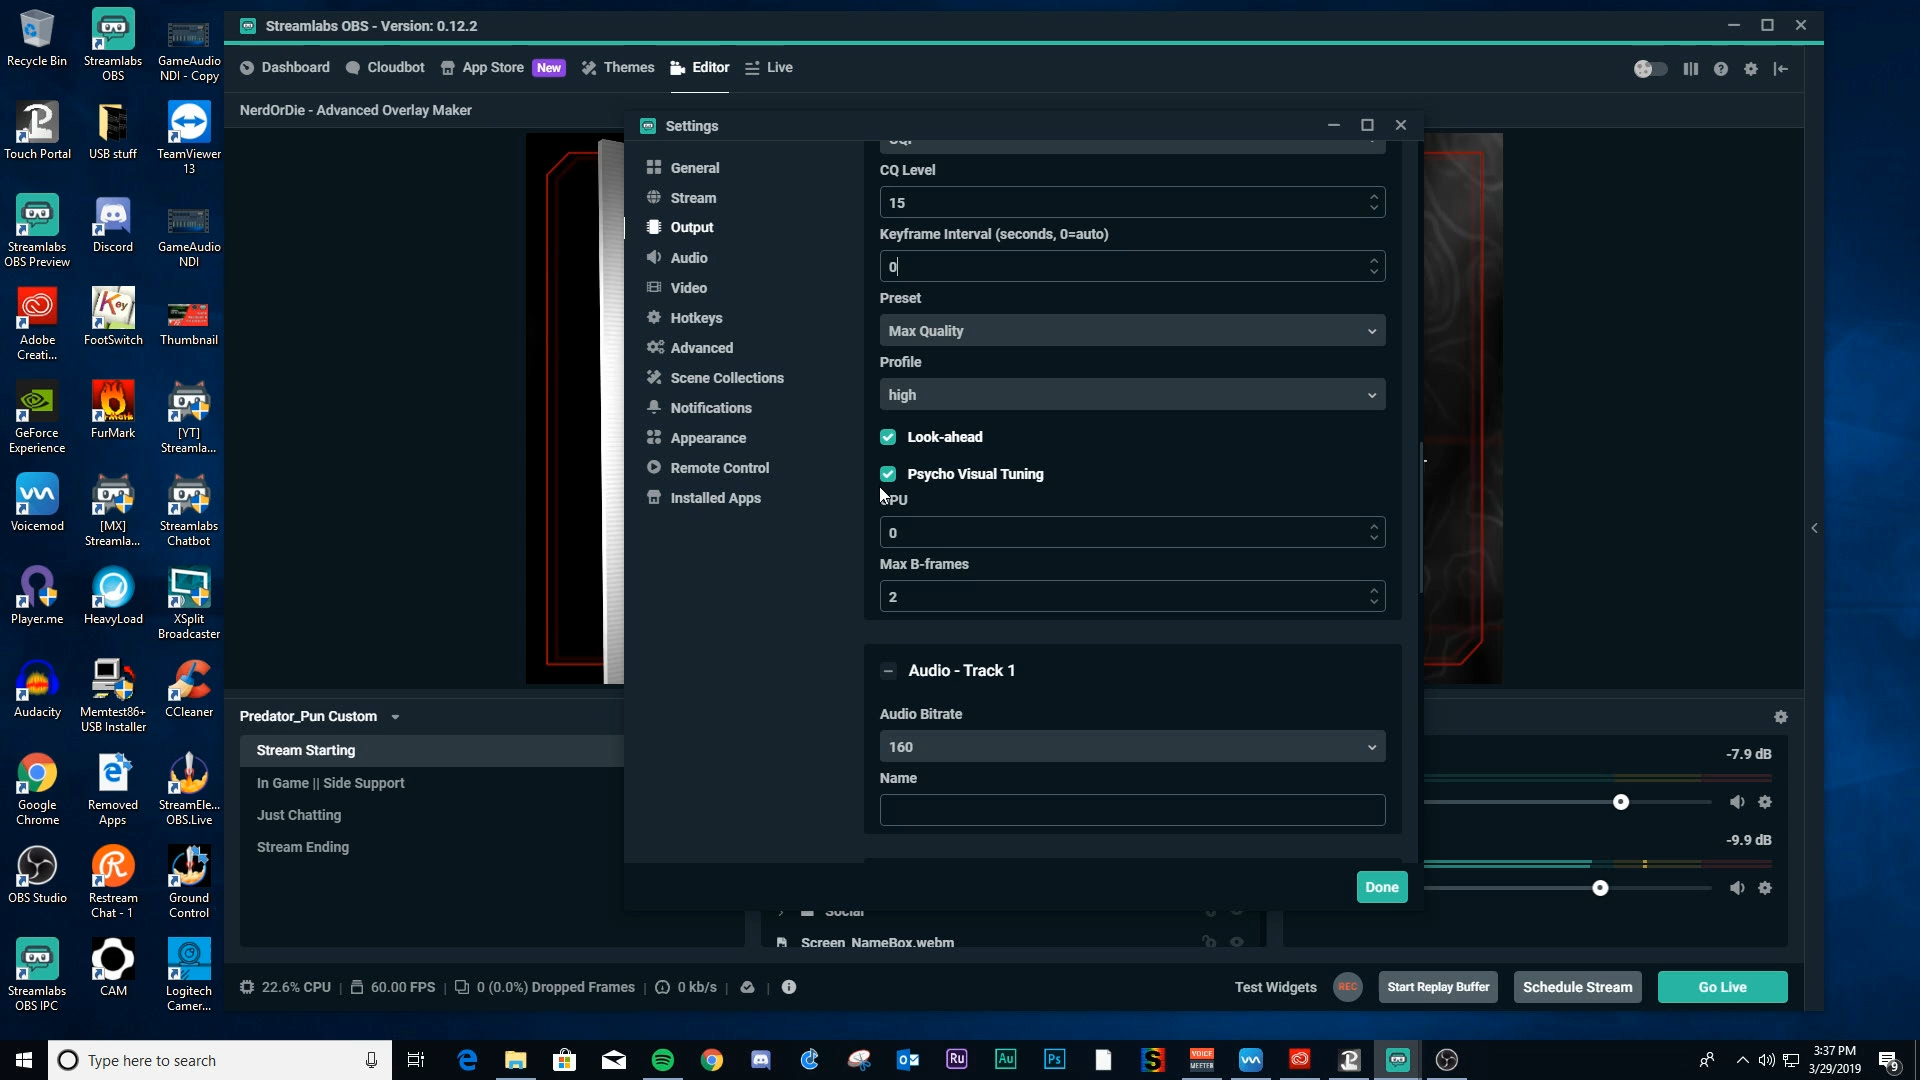 Recycle Bin
Streamlabs
OBS
GameAudio
NDI - Copy
Touch Portal
USB stuff
TeamViewer
13
Streamlabs
OBS Preview
Discord
GameAudio
NDI
Adobe
Creati...
FootSwitch
Thumbnail
GeForce
Experience
FurMark
[YT]
Streamla...
Voicemod
[MX]
Streamla...
Streamlabs
Chatbot
Player.me
HeavyLoad
XSplit
Broadcaster
Audacity
Memtest86+
USB Installer
CCleaner
Google
Chrome
Removed
Apps
StreamEle...
OBS.Live
OBS Studio
Restream
Chat - 1
Ground
Control
Streamlabs
OBS IPC
CAM
Logitech
Camer...
Streamlabs OBS - Version: 0.12.2
Dashboard
Cloudbot
App Store
New
Themes
Editor
Live
NerdOrDie - Advanced Overlay Maker
Settings
General
Stream
Output
Audio
Video
Hotkeys
Advanced
Scene Collections
Notifications
Appearance
Remote Control
Installed Apps
CQ Level
15
Keyframe Interval (seconds, 0=auto)
0
Preset
Max Quality
Profile
high
Look-ahead
Psycho Visual Tuning
0
Max B-frames
2
Audio - Track 1
Audio Bitrate
160
Name
Done
Predator_Pun Custom
Stream Starting
In Game || Side Support
Just Chatting
Stream Ending
Social
Screen NameBox.webm
-7.9 dB
-9.9 dB
22.6% CPU
60.00 FPS
0 (0.0%) Dropped Frames
0 kb/s
Test Widgets
REC
Start Replay Buffer
Schedule Stream
Go Live
Type here to search
Ru
Au
Ps
VOICE
MEETER
3:37 PM
3/29/2019
9